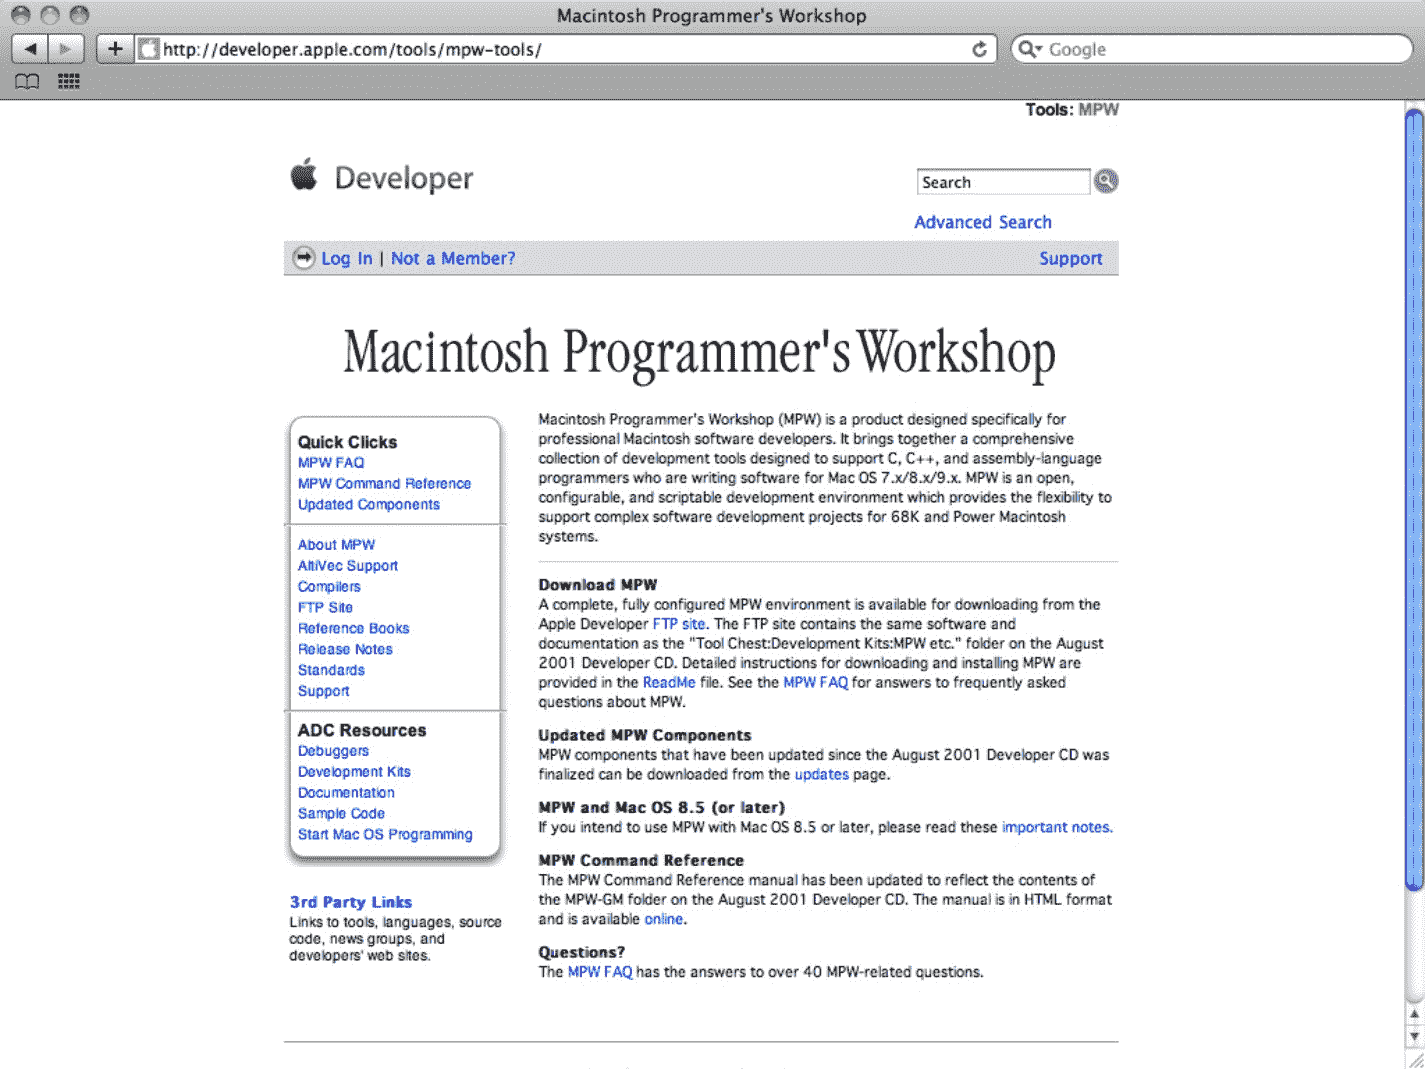 Macintosh Programmer's Workshop
http://developer.apple.com/tools/mpw-tools/
Google
Tools: MPW
Developer
Search
Advanced Search
Log In | Not a Member?
Support
Macintosh Programmer's Workshop
Quick Clicks
MPW FAQ
MPW Command Reference
Updated Components
About MPW
AltiVec Support
Compilers
FTP Site
Reference Books
Release Notes
Standards
Support
ADC Resources
Debuggers
Development Kits
Documentation
Sample Code
Start Mac OS Programming
3rd Party Links
Links to tools, languages, source
code, news groups, and
developers' web sites.
Macintosh Programmer's Workshop (MPW) is a product designed specifically for
professional Macintosh software developers. It brings together a comprehensive
collection of development tools designed to support C, C++, and assembly-language
programmers who are writing software for Mac OS 7.x/8.x/9.x. MPW is an open,
configurable, and scriptable development environment which provides the flexibility to
support complex software development projects for 68K and Power Macintosh
systems.
Download MPW
A complete, fully configured MPW environment is available for downloading from the
Apple Developer FTP site. The FTP site contains the same software and
documentation as the "Tool Chest:Development Kits:MPW etc." folder on the August
2001 Developer CD. Detailed instructions for downloading and installing MPW are
provided in the ReadMe file. See the MPW FAQ for answers to frequently asked
questions about MPW.
Updated MPW Components
MPW components that have been updated since the August 2001 Developer CD was
finalized can be downloaded from the updates page.
MPW and Mac OS 8.5 (or later)
If you intend to use MPW with Mac OS 8.5 or later, please read these important notes.
MPW Command Reference
The MPW Command Reference manual has been updated to reflect the contents of
the MPW-GM folder on the August 2001 Developer CD. The manual is in HTML format
and is available online.
Questions?
The MPW FAQ has the answers to over 40 MPW-related questions.